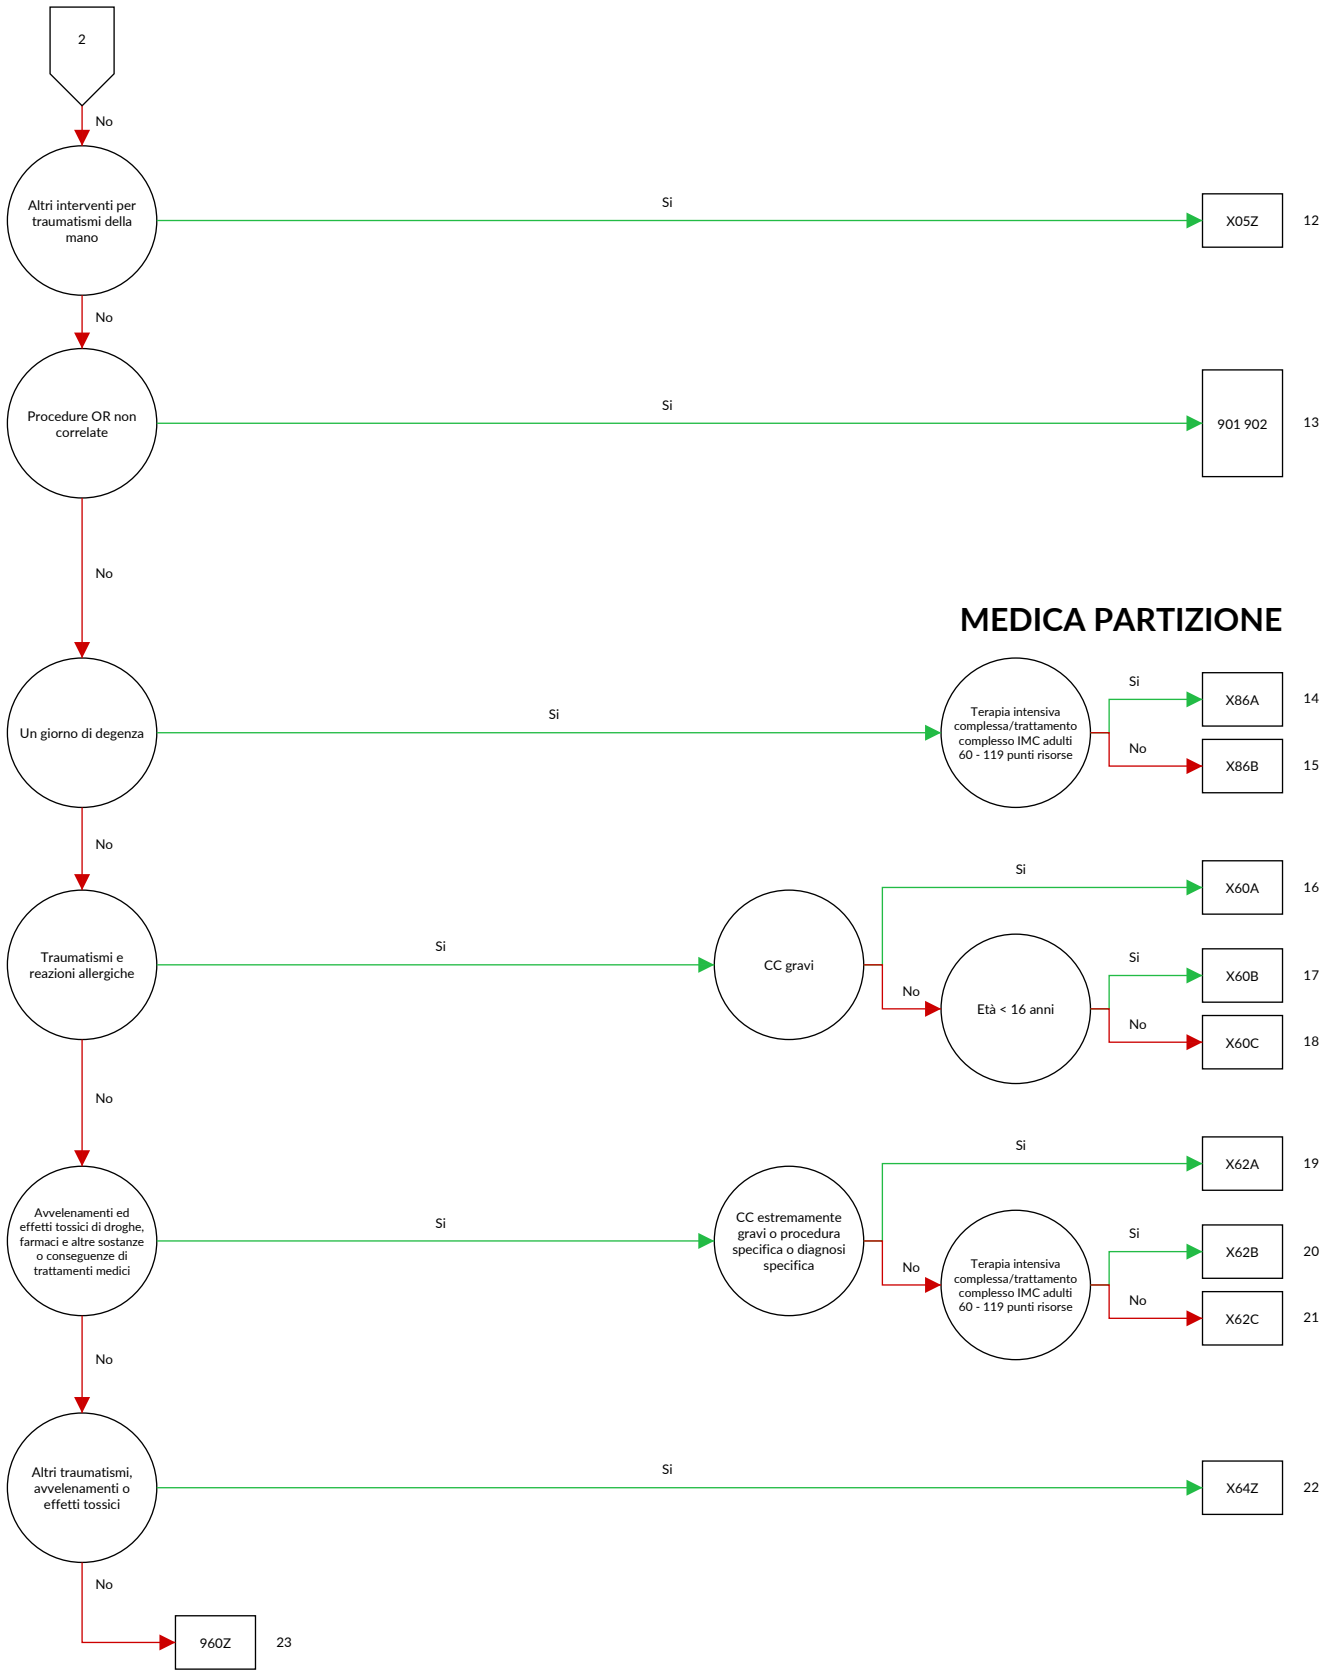 2
No
Altri interventi per
traumatismi della
mano
Si
X05Z
12
No
Procedure OR non
correlate
Si
901 902
13
No
MEDICA PARTIZIONE
Un giorno di degenza
Si
Terapia intensiva
complessa/trattamento
complesso IMC adulti
60 - 119 punti risorse
Si
X86A
14
No
X86B
15
No
Traumatismi e
reazioni allergiche
Si
CC gravi
Si
X60A
16
No
Età < 16 anni
Si
X60B
17
No
X60C
18
No
Avvelenamenti ed
effetti tossici di droghe,
farmaci e altre sostanze
o conseguenze di
trattamenti medici
Si
CC estremamente
gravi o procedura
specifica o diagnosi
specifica
Si
X62A
19
No
Terapia intensiva
complessa/trattamento
complesso IMC adulti
60 - 119 punti risorse
Si
X62B
20
No
X62C
21
No
Altri traumatismi,
avvelenamenti o
effetti tossici
Si
X64Z
22
No
960Z
23